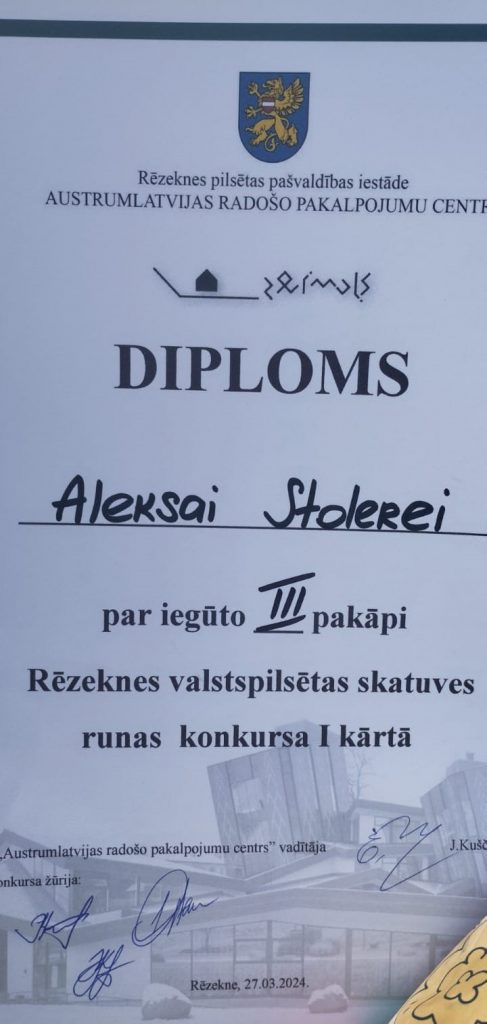 Rēzeknes pilsētas pašvaldības iestāde
AUSTRUMLATVIJAS RADOŠO PAKALPOJUMU CENTR
DIPLOMS
Aleksai Stolerei
par iegūto III pakāpi
Rēzeknes valstspilsētas skatuves
runas konkursa I kārtā
„Austrumlatvijas radošo pakalpojumu centrs” vadītāja J.Kušč
onkursa žūrija:
Rēzekne, 27.03.2024.